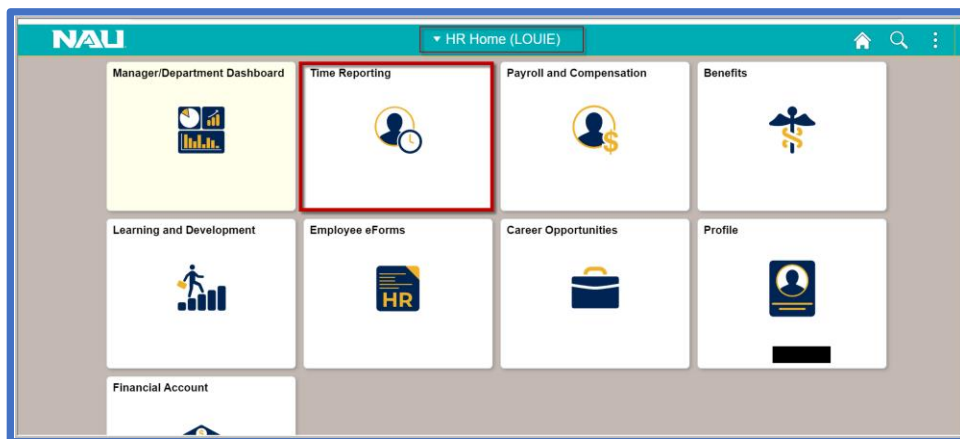 NAU
▾ HR Home (LOUIE)
Manager/Department Dashboard
Time Reporting
Payroll and Compensation
Benefits
$
Learning and Development
Employee eForms
HR
Career Opportunities
Profile
Financial Account
$